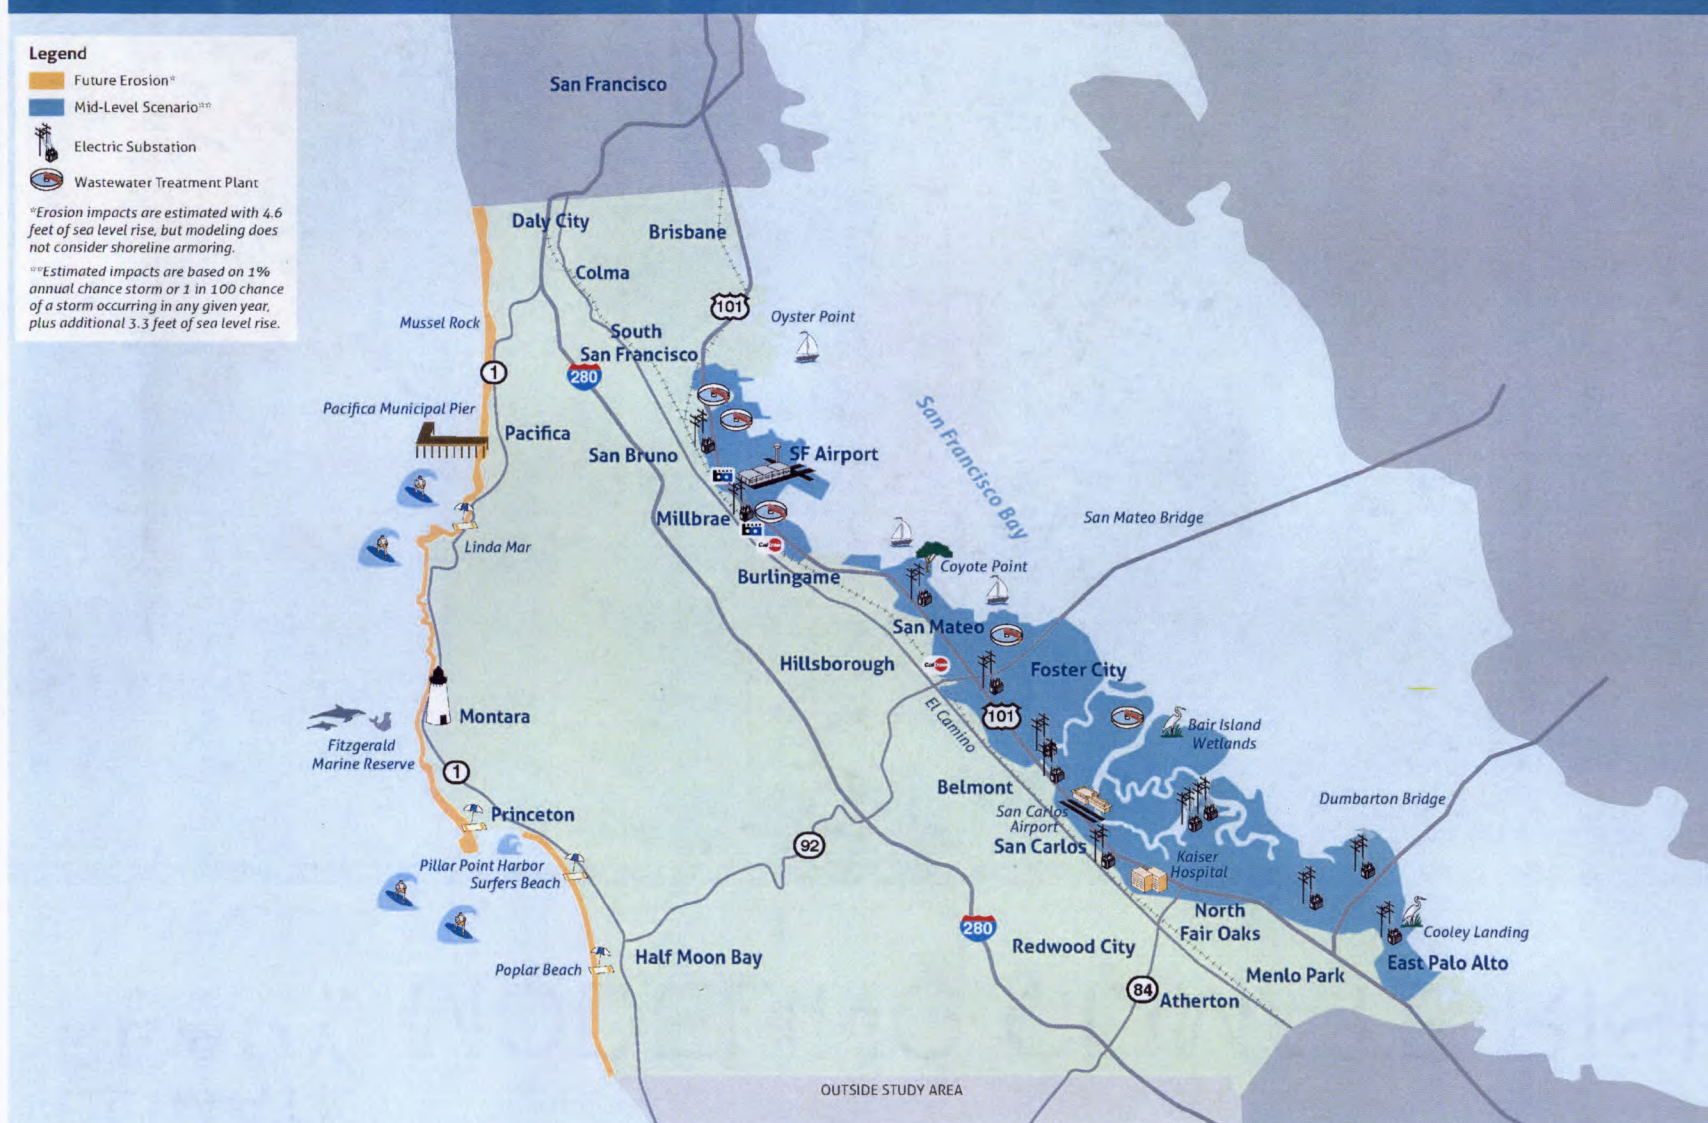 Legend
Future Erosion*
Mid-Level Scenario**
Electric Substation
Wastewater Treatment Plant
*Erosion impacts are estimated with 4.6
feet of sea level rise, but modeling does
not consider shoreline armoring.
**Estimated impacts are based on 1%
annual chance storm or 1 in 100 chance
of a storm occurring in any given year,
plus additional 3.3 feet of sea level rise.
San Francisco
Daly City
Brisbane
Colma
101
Oyster Point
Mussel Rock
South
San Francisco
1
280
Pacifica Municipal Pier
Pacifica
San Bruno
SF Airport
San Francisco Bay
ba
Millbrae
ba
San Mateo Bridge
Linda Mar
Cal
Burlingame
Coyote Point
San Mateo
Hillsborough
Cal
Foster City
El Camino
101
Montara
Fitzgerald
Marine Reserve
Bair Island
Wetlands
1
Belmont
Princeton
San Carlos
Airport
Dumbarton Bridge
92
San Carlos
Pillar Point Harbor
Surfers Beach
Kaiser
Hospital
North
Fair Oaks
280
Redwood City
Cooley Landing
Half Moon Bay
Poplar Beach
East Palo Alto
Menlo Park
84
Atherton
OUTSIDE STUDY AREA